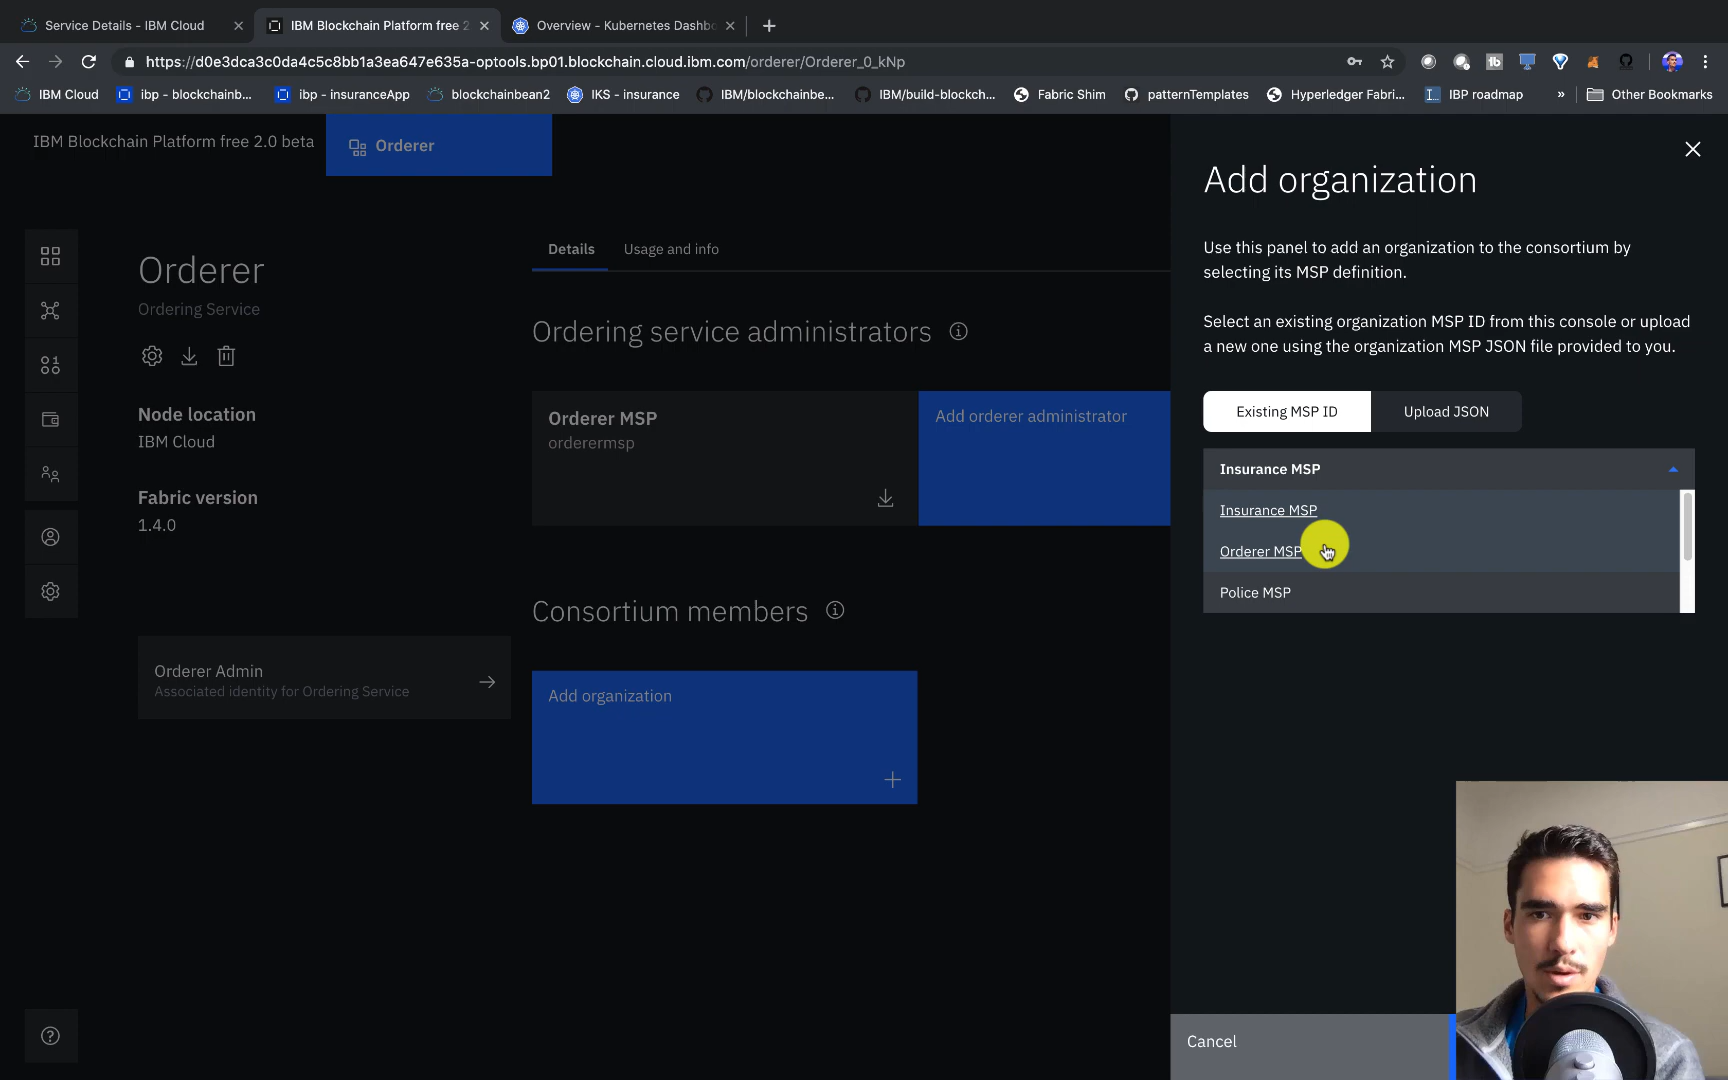 Service Details - IBM Cloud
IBM Blockchain Platform free 2
Overview - Kubernetes Dashbo
https://d0e3dca3c0da4c5c8bb1a3ea647e635a-optools.bp01.blockchain.cloud.ibm.com/orderer/Orderer_0_kNp
IBM Cloud
ibp - blockchainb...
ibp - insuranceApp
blockchainbean2
IKS - insurance
IBM/blockchainbe...
IBM/build-blockch...
Fabric Shim
patternTemplates
Hyperledger Fabri...
IBP roadmap
»
Other Bookmarks
IBM Blockchain Platform free 2.0 beta
Orderer
Orderer
Ordering Service
Node location
IBM Cloud
Fabric version
1.4.0
Orderer Admin
Associated identity for Ordering Service
Details
Usage and info
Ordering service administrators
Orderer MSP
orderermsp
Add orderer administrator
Consortium members
Add organization
Add organization
Use this panel to add an organization to the consortium by
selecting its MSP definition.
Select an existing organization MSP ID from this console or upload
a new one using the organization MSP JSON file provided to you.
Existing MSP ID
Upload JSON
Insurance MSP
Insurance MSP
Orderer MSP
Police MSP
Cancel